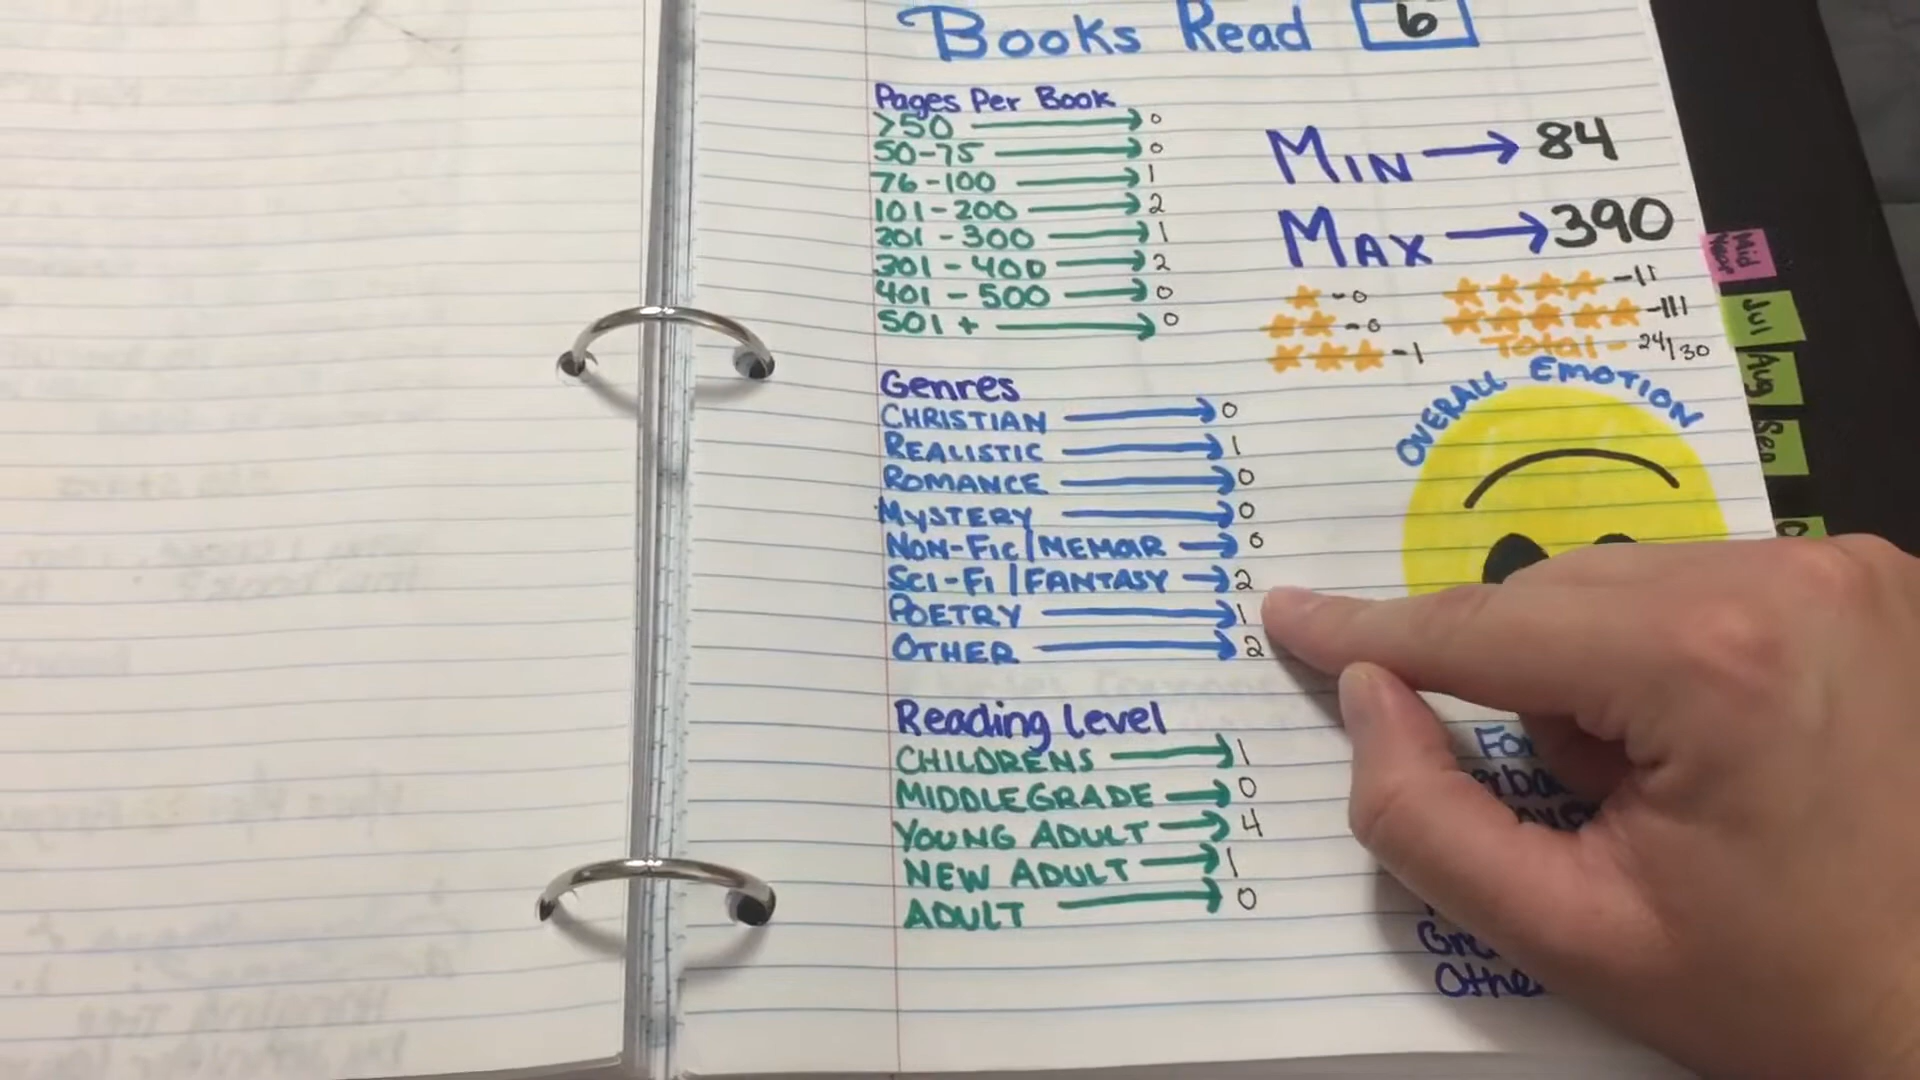 Books Read 6
Pages Per Book
>50 → 0
50-75 → 0
76-100 → 1
101-200 → 2
201-300 → 1
301-400 → 2
401-500 → 0
501+ → 0
MIN → 84
MAX → 390
★ - 0
★★ - 0
★★★ - 1
★★★★ - 11
★★★★★ - 111
Total - 24/30
OVERALL EMOTION
Genres
CHRISTIAN → 0
REALISTIC → 1
ROMANCE → 0
MYSTERY → 0
NON-FIC/MEMOIR → 0
SCI-FI/FANTASY → 2
POETRY → 1
OTHER → 2
Reading Level
CHILDRENS → 1
MIDDLEGRADE → 0
YOUNG ADULT → 4
NEW ADULT → 1
ADULT → 0
Mid Year
Jul
Aug
Sep